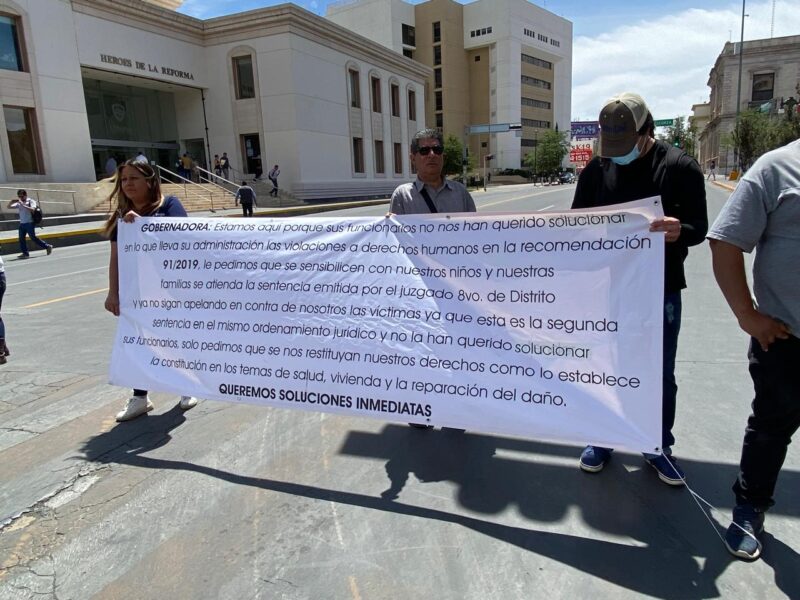 HEROES DE LA REFORMA
GOBERNADORA: Estamos aquí porque sus funcionarios no nos han querido solucionar
en lo que lleva su administración las violaciones a derechos humanos en la recomendación
91/2019, le pedimos que se sensibilicen con nuestros niños y nuestras
familias se atienda la sentencia emitida por el juzgado 8vo. de Distrito
y ya no sigan apelando en contra de nosotros las víctimas ya que esta es la segunda
sentencia en el mismo ordenamiento jurídico y no la han querido solucionar
sus funcionarios, solo pedimos que se nos restituyan nuestros derechos como lo establece
la constitución en los temas de salud, vivienda y la reparación del daño.
QUEREMOS SOLUCIONES INMEDIATAS